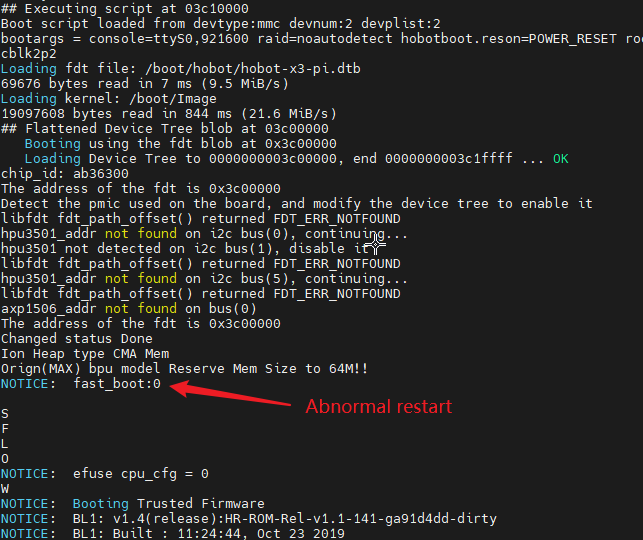 ## Executing script at 03c10000
Boot script loaded from devtype:mmc devnum:2 devplist:2
bootargs = console=ttyS0,921600 raid=noautodetect hobotboot.reson=POWER_RESET
cblk2p2
Loading fdt file: /boot/hobot/hobot-x3-pi.dtb
69676 bytes read in 7 ms (9.5 MiB/s)
Loading kernel: /boot/Image
19097608 bytes read in 844 ms (21.6 MiB/s)
## Flattened Device Tree blob at 03c00000
Booting using the fdt blob at 0x3c00000
Loading Device Tree to 0000000003c00000, end 0000000003c1ffff ... OK
chip_id: ab36300
The address of the fdt is 0x3c00000
Detect the pmic used on the board, and modify the device tree to enable it
libfdt fdt_path_offset() returned FDT_ERR_NOTFOUND
hpu3501_addr not found on i2c bus(0), continuing...
hpu3501 not detected on i2c bus(1), disable it
libfdt fdt_path_offset() returned FDT_ERR_NOTFOUND
hpu3501_addr not found on i2c bus(5), continuing...
libfdt fdt_path_offset() returned FDT_ERR_NOTFOUND
axp1506_addr not found on bus(0)
The address of the fdt is 0x3c00000
Changed status Done
Ion Heap type CMA Mem
Orign(MAX) bpu model Reserve Mem Size to 64M!!
NOTICE: fast_boot:0
Abnormal restart
S
F
L
O
NOTICE: efuse cpu_cfg = 0
W
NOTICE: Booting Trusted Firmware
NOTICE: BL1: v1.4(release):HR-ROM-Rel-v1.1-141-ga91d4dd-dirty
NOTICE: BL1: Built : 11:24:44, Oct 23 2019